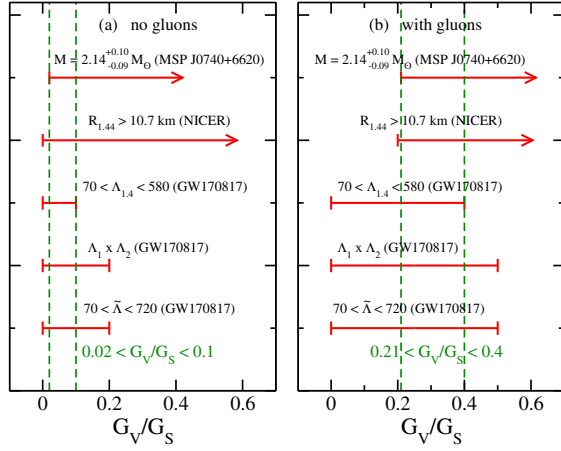 (a) no gluons
M = 2.14 +0.10 -0.09 M⊙ (MSP J0740+6620)
R1.44 > 10.7 km (NICER)
70 < Λ1.4 < 580 (GW170817)
Λ1 x Λ2 (GW170817)
70 < Λ̃ < 720 (GW170817)
0.02 < GV/GS < 0.1
0 0.2 0.4 0.6
GV/GS
(b) with gluons
M = 2.14 +0.10 -0.09 M⊙ (MSP J0740+6620)
R1.44 > 10.7 km (NICER)
70 < Λ1.4 < 580 (GW170817)
Λ1 x Λ2 (GW170817)
70 < Λ̃ < 720 (GW170817)
0.21 < GV/GS < 0.4
0 0.2 0.4 0.6
GV/GS